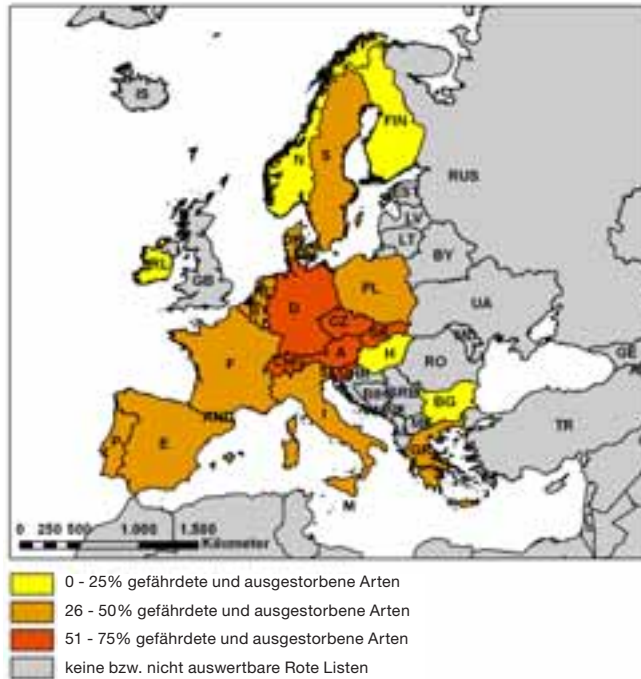 IS
FIN
N
S
RUS
LV
LT
IRL
GB
BY
PL
D
UA
CZ
A
H
RO
F
BG
AND
I
P
E
TR
GR
M
0 250 500 1.000 1.500
Kilometer
0 - 25% gefährdete und ausgestorbene Arten
26 - 50% gefährdete und ausgestorbene Arten
51 - 75% gefährdete und ausgestorbene Arten
keine bzw. nicht auswertbare Rote Listen